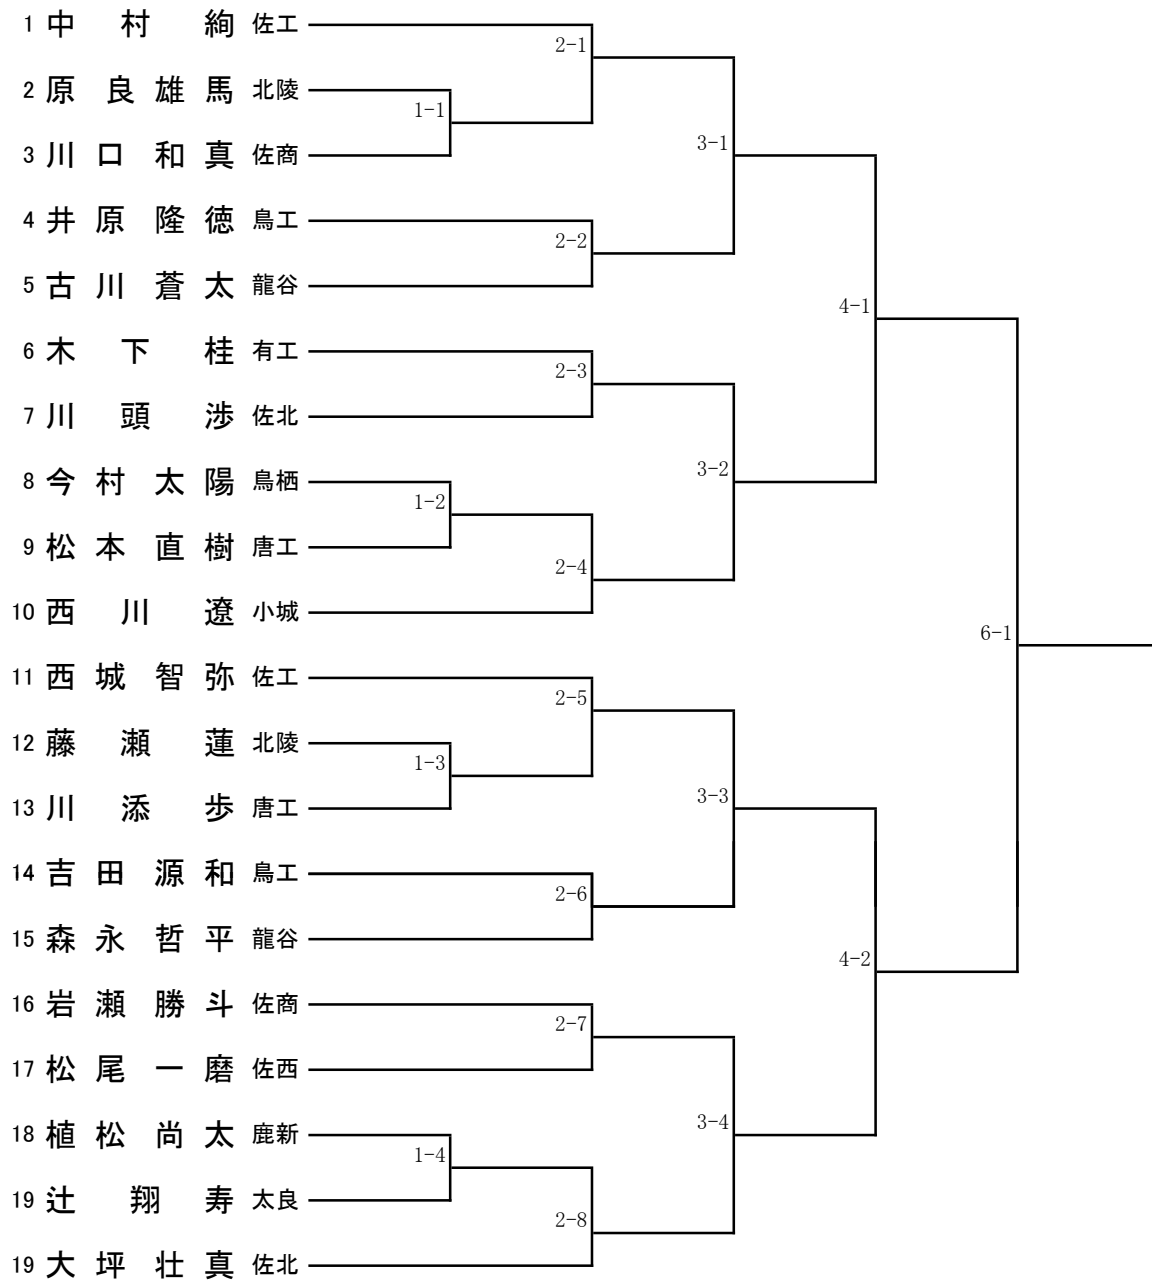 1 中村 絢 佐工
2-1
2 原 良雄馬 北陵
1-1
3 川口和真 佐商
3-1
4 井原隆徳 鳥工
2-2
5 古川蒼太 龍谷
4-1
6 木下 桂 有工
2-3
7 川頭 渉 佐北
3-2
8 今村太陽 鳥栖
1-2
9 松本直樹 唐工
2-4
10 西川 遼 小城
6-1
11 西城智弥 佐工
2-5
12 藤瀬 蓮 北陵
1-3
13 川添 歩 唐工
3-3
14 吉田源和 鳥工
2-6
15 森永哲平 龍谷
4-2
16 岩瀬勝斗 佐商
2-7
17 松尾一磨 佐西
3-4
18 植松尚太 鹿新
1-4
19 辻 翔寿 太良
2-8
19 大坪壮真 佐北